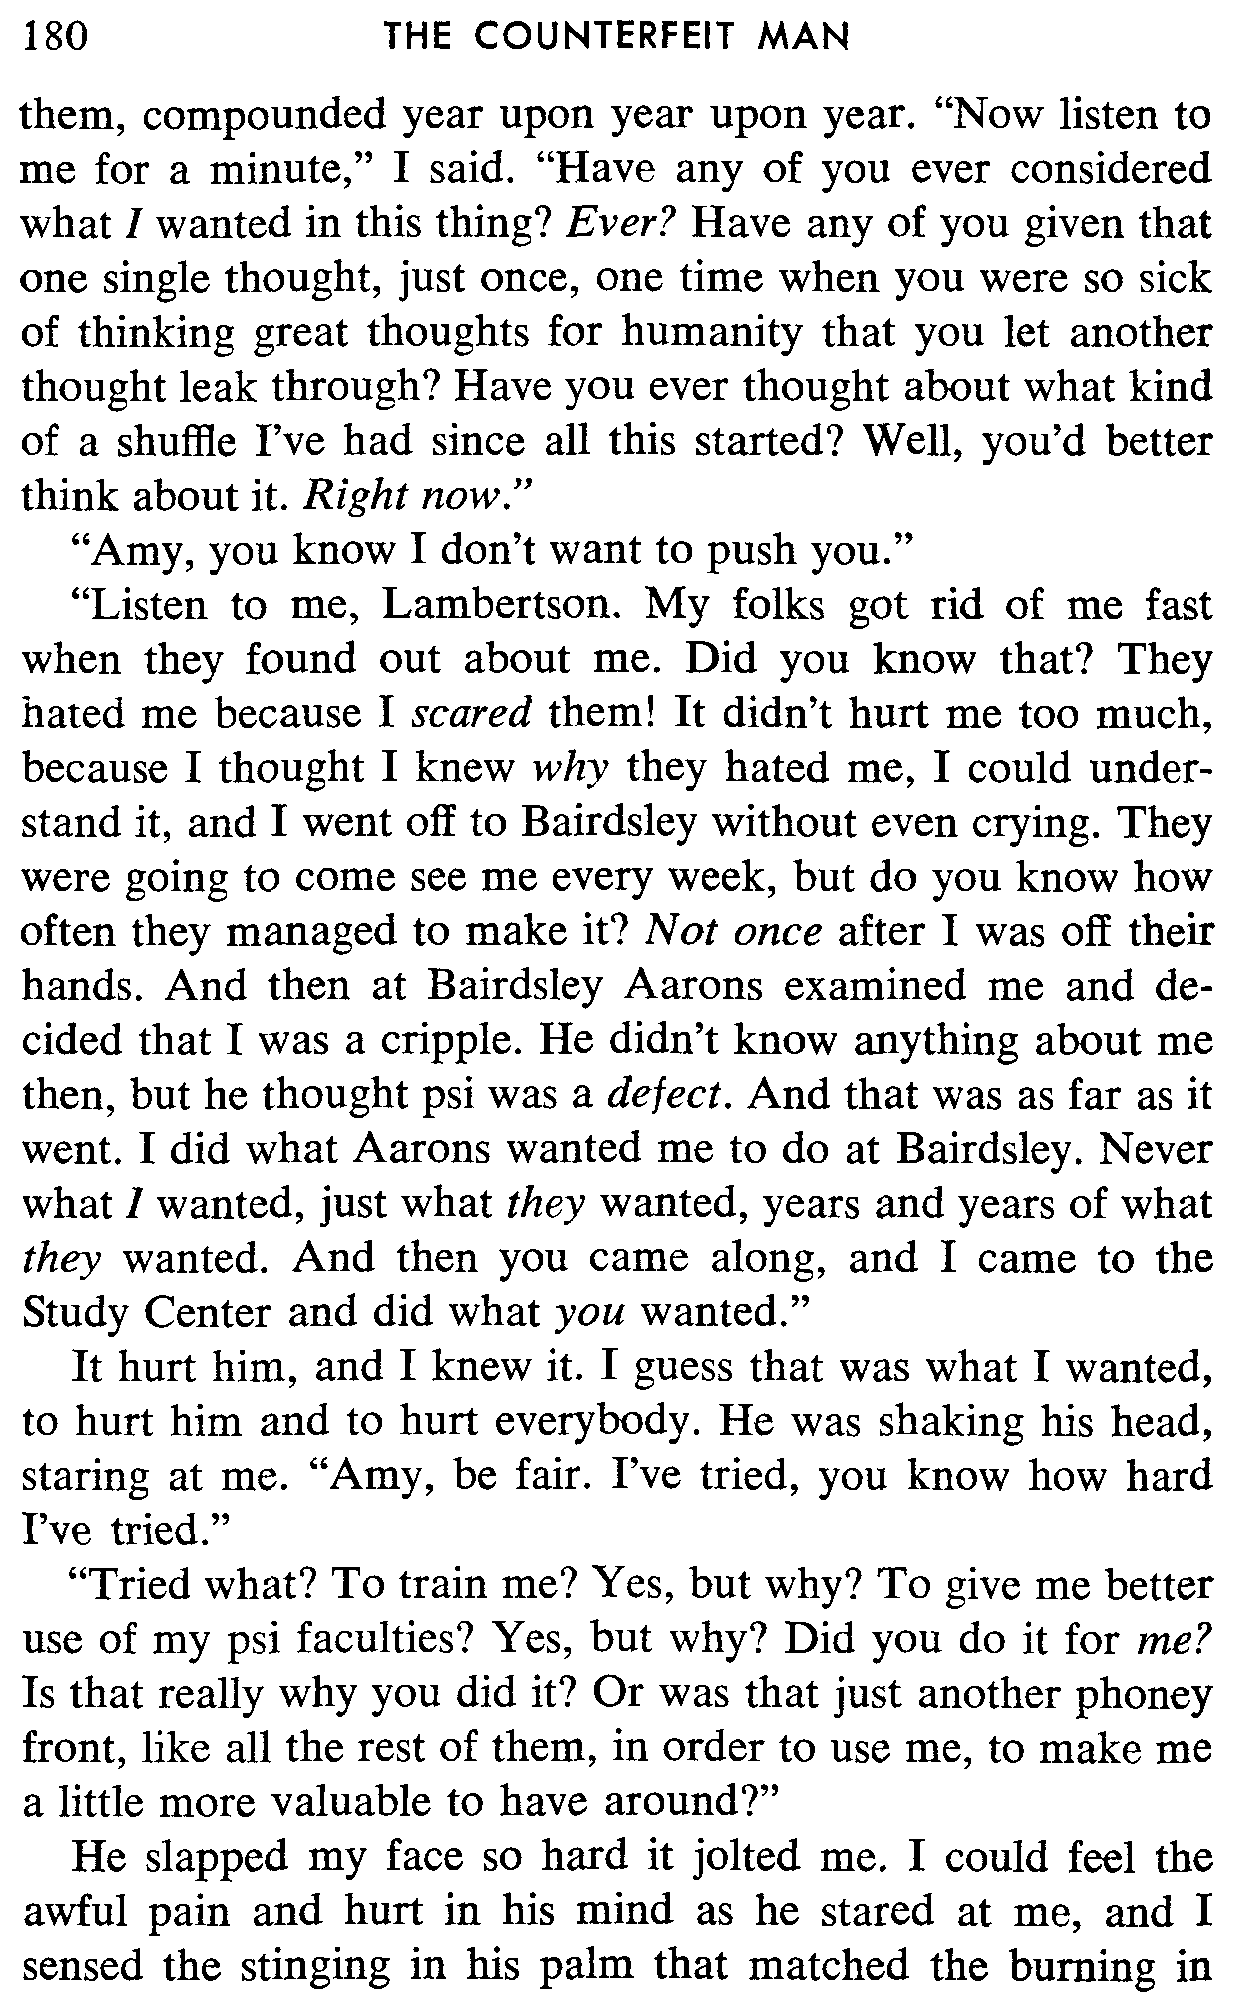 180 THE COUNTERFEIT MAN
them, compounded year upon year upon year. “Now listen to
me for a minute,” I said. “Have any of you ever considered
what I wanted in this thing? Ever? Have any of you given that
one single thought, just once, one time when you were so sick
of thinking great thoughts for humanity that you let another
thought leak through? Have you ever thought about what kind
of a shuffle I’ve had since all this started? Well, you’d better
think about it. Right now.”
“Amy, you know I don’t want to push you.”
“Listen to me, Lambertson. My folks got rid of me fast
when they found out about me. Did you know that? They
hated me because I scared them! It didn’t hurt me too much,
because I thought I knew why they hated me, I could under-
stand it, and I went off to Bairdsley without even crying. They
were going to come see me every week, but do you know how
often they managed to make it? Not once after I was off their
hands. And then at Bairdsley Aarons examined me and de-
cided that I was a cripple. He didn’t know anything about me
then, but he thought psi was a defect. And that was as far as it
went. I did what Aarons wanted me to do at Bairdsley. Never
what I wanted, just what they wanted, years and years of what
they wanted. And then you came along, and I came to the
Study Center and did what you wanted.”
It hurt him, and I knew it. I guess that was what I wanted,
to hurt him and to hurt everybody. He was shaking his head,
staring at me. “Amy, be fair. I’ve tried, you know how hard
I’ve tried.”
“Tried what? To train me? Yes, but why? To give me better
use of my psi faculties? Yes, but why? Did you do it for me?
Is that really why you did it? Or was that just another phoney
front, like all the rest of them, in order to use me, to make me
a little more valuable to have around?”
He slapped my face so hard it jolted me. I could feel the
awful pain and hurt in his mind as he stared at me, and I
sensed the stinging in his palm that matched the burning in